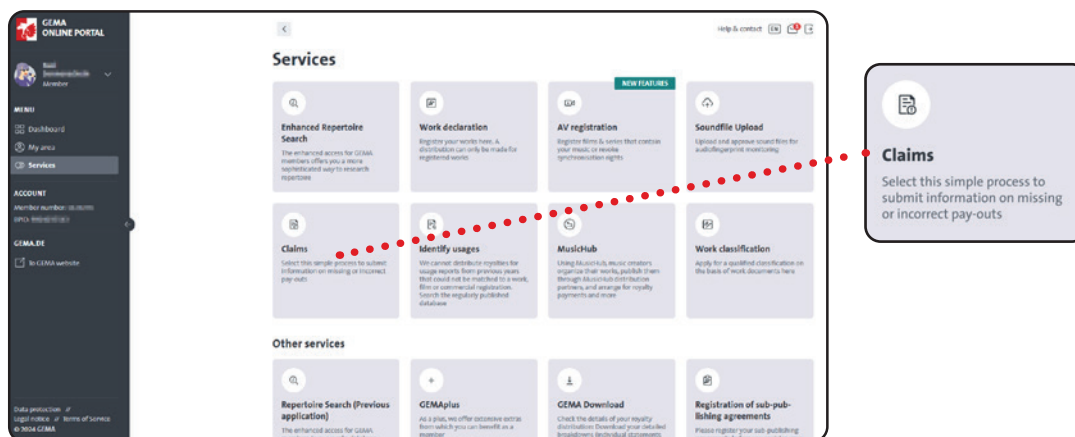 GEMA
ONLINE PORTAL
Member
MENU
Dashboard
My area
Services
ACCOUNT
Member number:
GEMA.DE
To GEMA website
Data protection //
Legal notice // Terms of Service
© 2024 GEMA
Help & contact EN
Services
Enhanced Repertoire
Search
The enhanced access for GEMA
members offers you a more
sophisticated way to research
repertoire
Work declaration
Register your works here. A
distribution can only be made for
registered works
NEW FEATURES
AV registration
Register films & series that contain
your music or revoke
synchronisation rights
Soundfile Upload
Upload and approve sound files for
audiofingerprint monitoring
Claims
Select this simple process to submit
information on missing or incorrect
pay-outs
Identify usages
We cannot distribute royalties for
usage reports from previous years
that could not be matched to a work,
film or commercial registration.
Search the regularly published
database
MusicHub
Using MusicHub, music creators
organize their works, publish them
through MusicHub distribution
partners, and arrange for royalty
payments and more
Work classification
Apply for a qualified classification on
the basis of work documents here
Other services
Repertoire Search (Previous
application)
The enhanced access for GEMA
GEMAplus
As a plus, we offer extensive extras
from which you can benefit as a
member
GEMA Download
Check the details of your royalty
distribution: Download your detailed
breakdowns (individual statements
Registration of sub-pub-
lishing agreements
Please register your sub-publishing
Claims
Select this simple process to
submit information on missing
or incorrect pay-outs